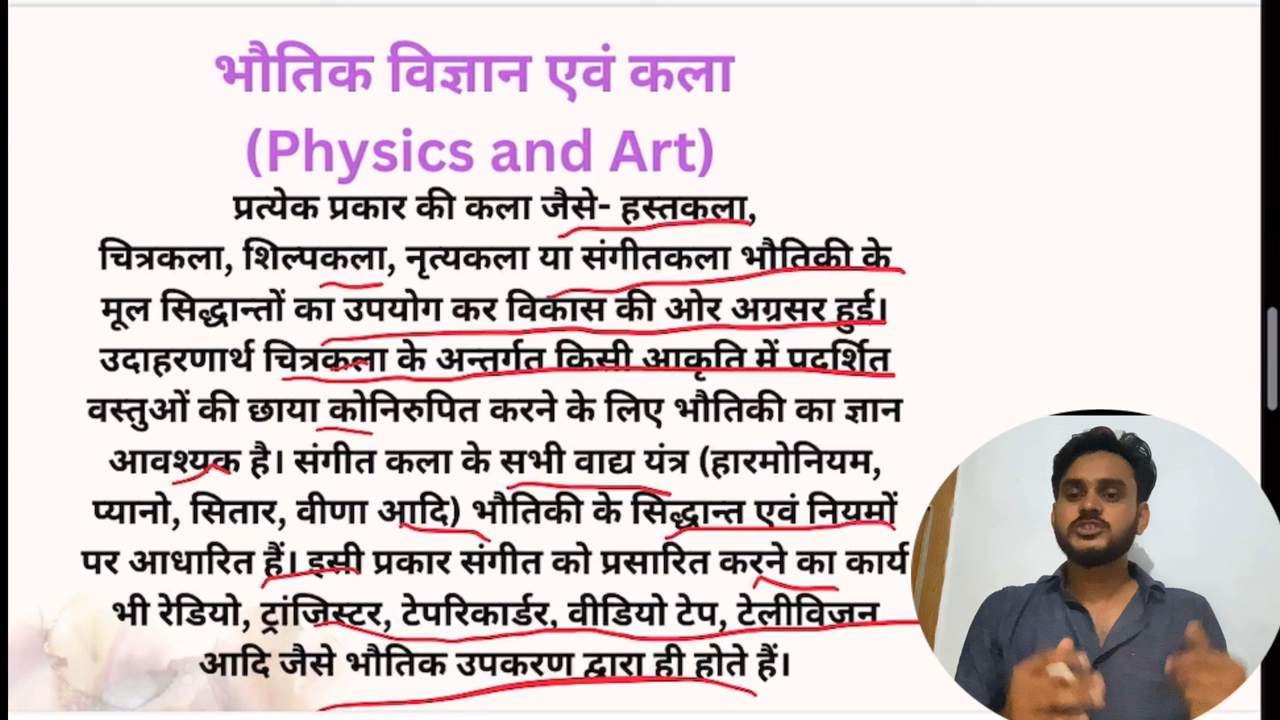 भौतिक विज्ञान एवं कला
(Physics and Art)
प्रत्येक प्रकार की कला जैसे- हस्तकला,
चित्रकला, शिल्पकला, नृत्यकला या संगीतकला भौतिकी के
मूल सिद्धान्तों का उपयोग कर विकास की ओर अग्रसर हुई।
उदाहरणार्थ चित्रकला के अन्तर्गत किसी आकृति में पदर्शित
वस्तुओं की छाया कोनिरुपित करने के लिए भौतिकी का ज्ञान
आवश्यक है। संगीत कला के सभी वाद्य यंत्र (हारमोनियम,
प्यानो, सितार, वीणा आदि) भौतिकी के सिद्धान्त एवं नियमों
पर आधारित हैं। इसी प्रकार संगीत को प्रसारित करने का कार्य
भी रेडियो, ट्रांजिस्टर, टेपरिकार्डर, वीडियो टेप, टेलीविजन
आदि जैसे भौतिक उपकरण द्वारा ही होते हैं।